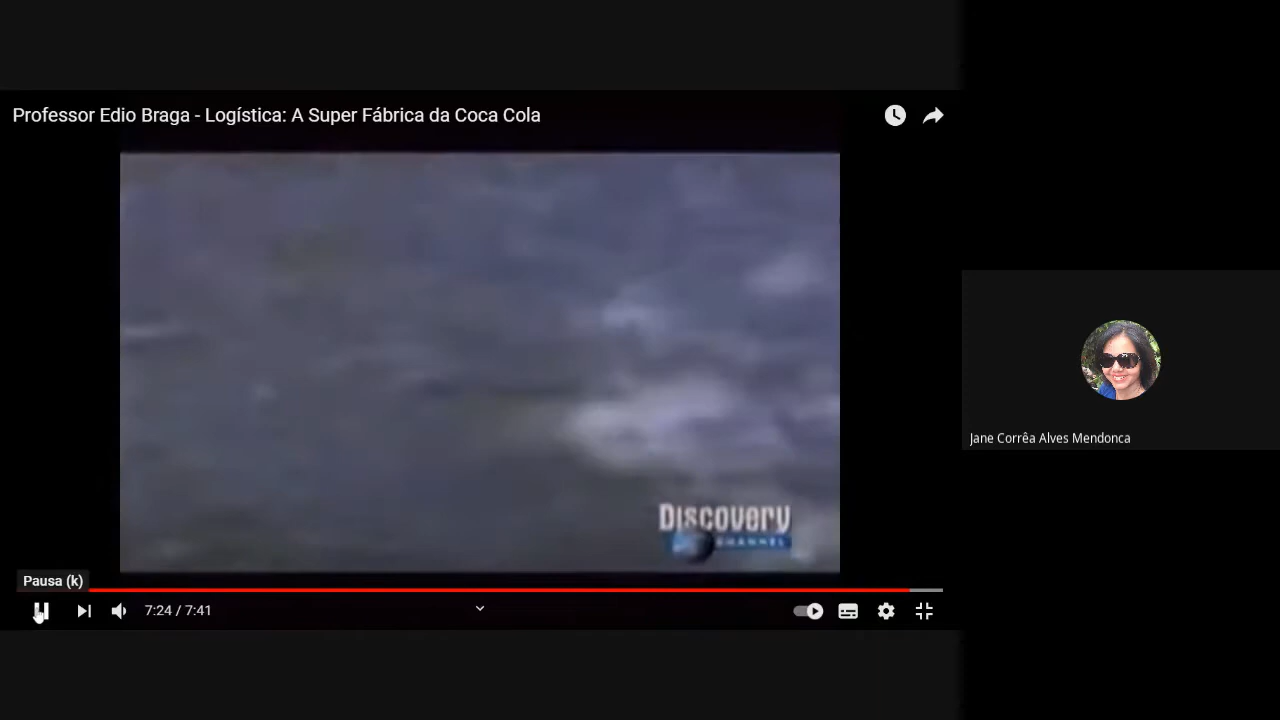 Professor Edio Braga - Logística: A Super Fábrica da Coca Cola
Discovery
CHANNEL
Jane Corrêa Alves Mendonca
Pausa (k)
7:24 / 7:41